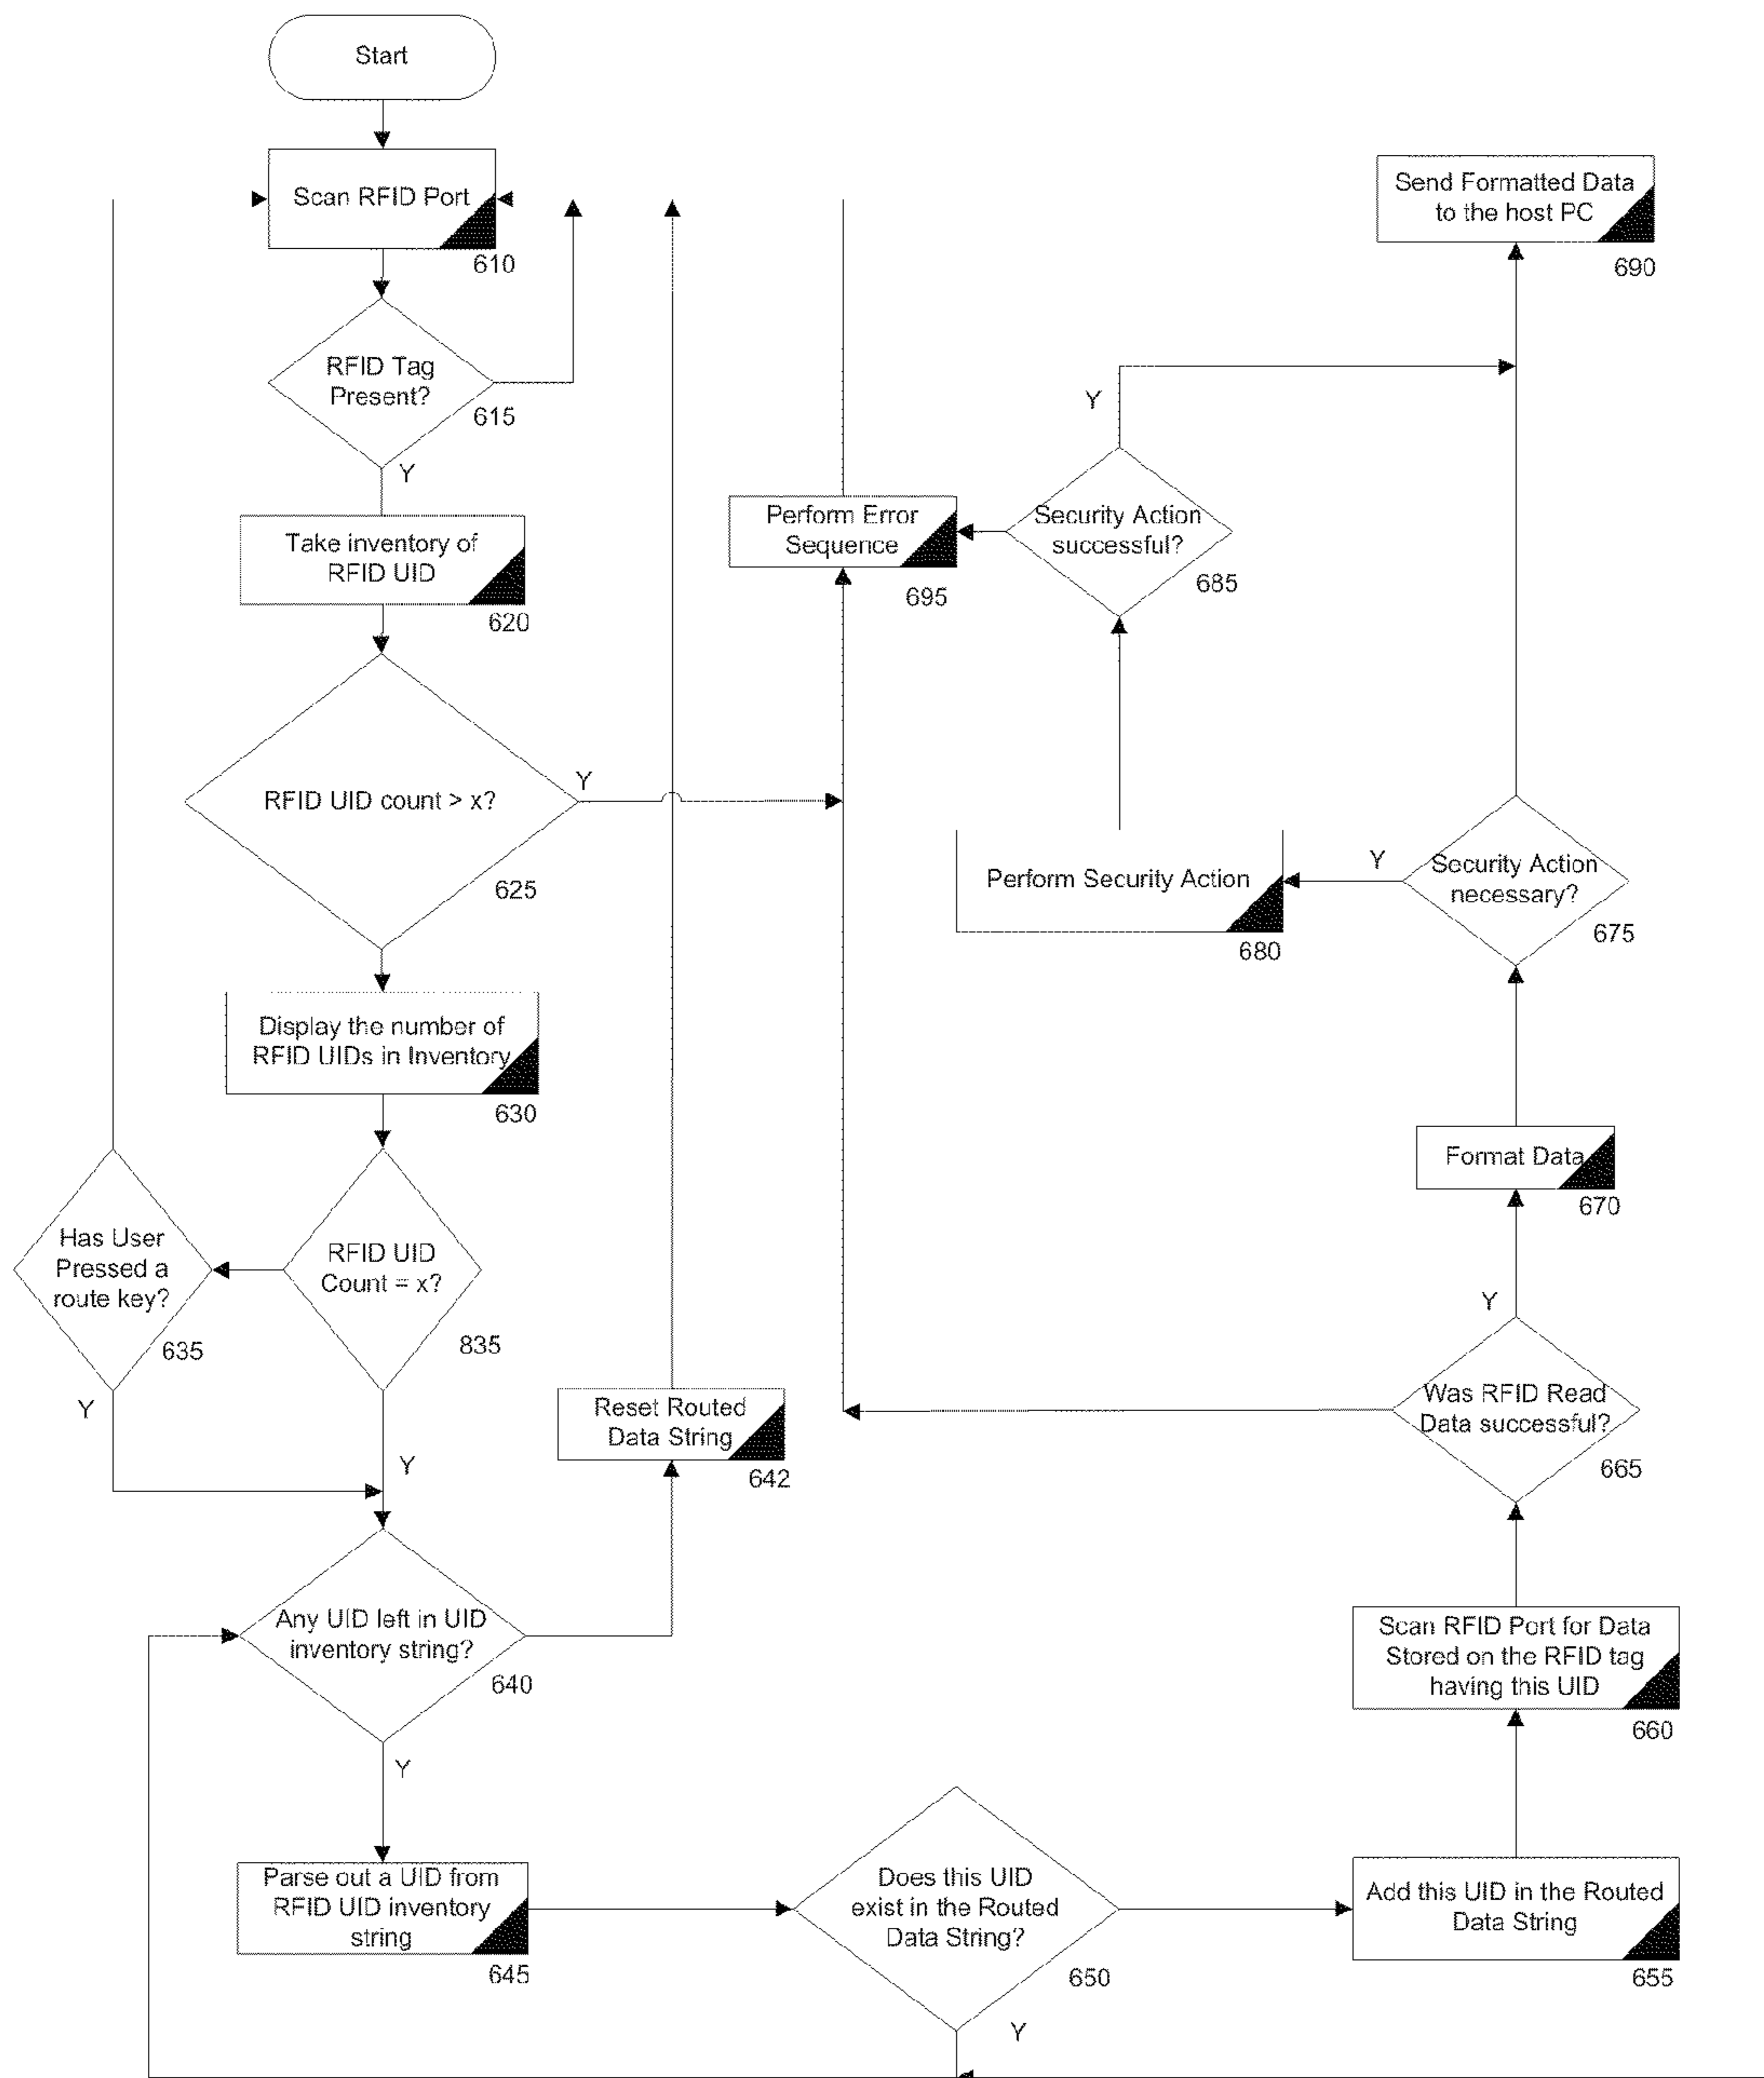 Start
Scan RFID Port
610
RFID Tag
Present?
615
Y
Take inventory of
RFID UID
620
RFID UID count > x?
Y
625
Display the number of
RFID UIDs in Inventory
630
Has User
Pressed a
route key?
635
Y
RFID UID
Count = x?
835
Y
Any UID left in UID
inventory string?
640
Y
Reset Routed
Data String
642
Parse out a UID from
RFID UID inventory
string
645
Does this UID
exist in the Routed
Data String?
650
Y
Add this UID in the Routed
Data String
655
Scan RFID Port for Data
Stored on the RFID tag
having this UID
660
Was RFID Read
Data successful?
665
Y
Format Data
670
Security Action
necessary?
675
Y
Perform Security Action
680
Security Action
successful?
685
Y
Perform Error
Sequence
695
Send Formatted Data
to the host PC
690